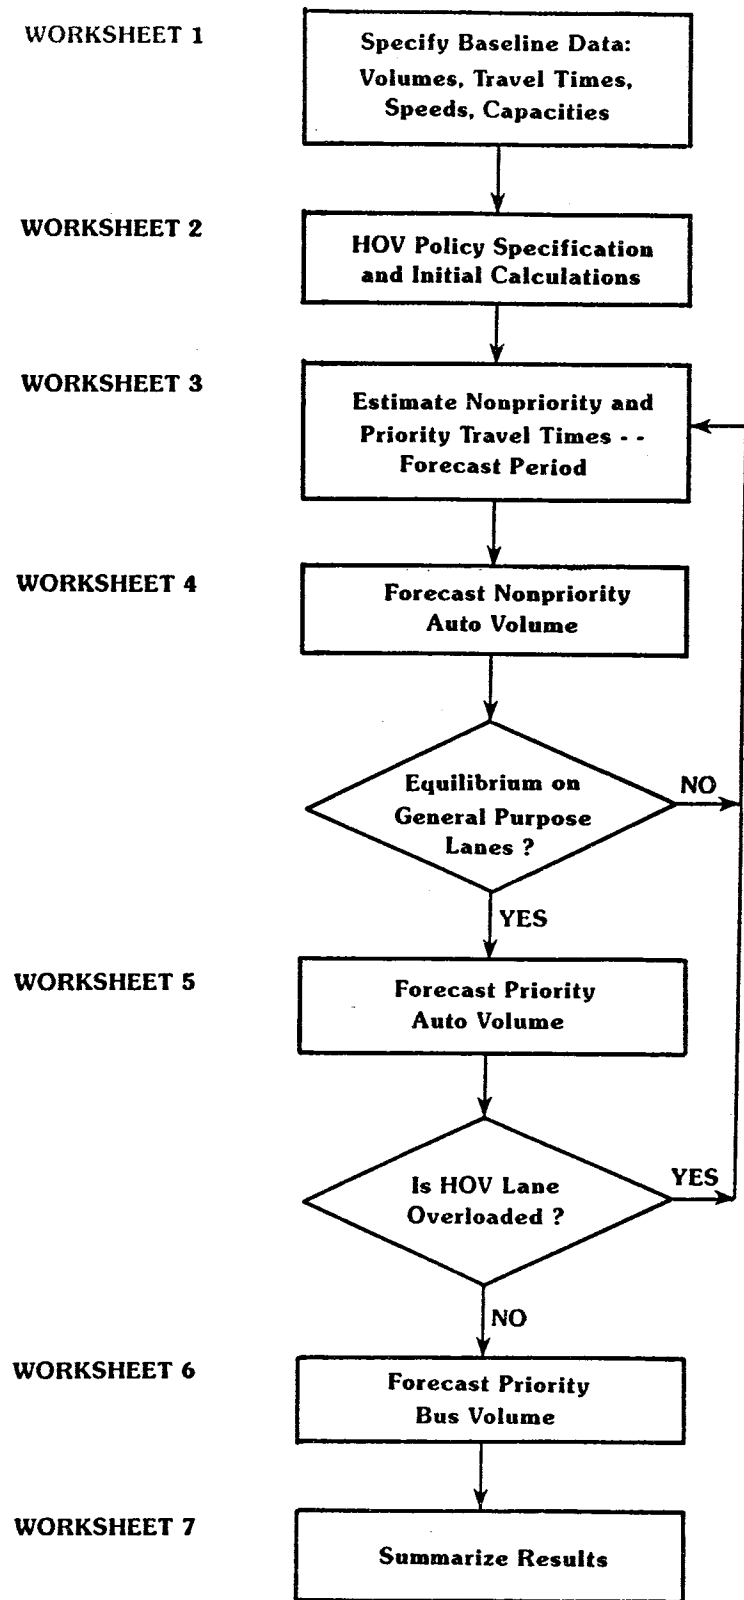 WORKSHEET 1
Specify Baseline Data:
Volumes, Travel Times,
Speeds, Capacities
WORKSHEET 2
HOV Policy Specification
and Initial Calculations
WORKSHEET 3
Estimate Nonpriority and
Priority Travel Times - -
Forecast Period
WORKSHEET 4
Forecast Nonpriority
Auto Volume
Equilibrium on
General Purpose
Lanes ?
NO
YES
WORKSHEET 5
Forecast Priority
Auto Volume
Is HOV Lane
Overloaded ?
YES
NO
WORKSHEET 6
Forecast Priority
Bus Volume
WORKSHEET 7
Summarize Results